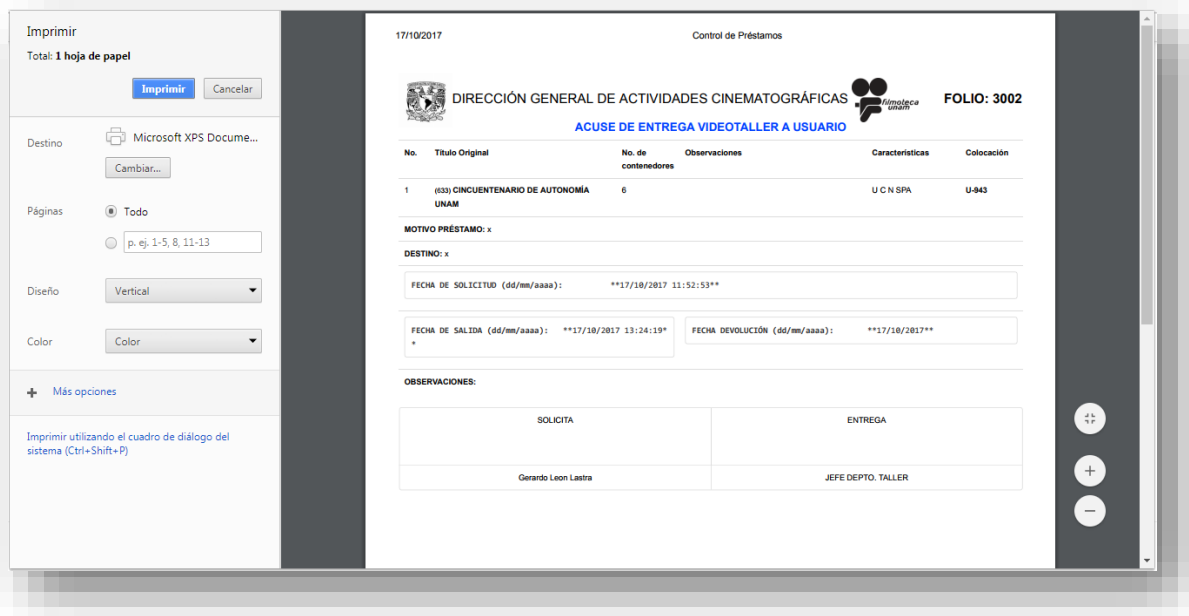 Imprimir
Total: 1 hoja de papel
Imprimir Cancelar
Destino Microsoft XPS Docume...
Cambiar...
Páginas Todo
p. ej. 1-5, 8, 11-13
Diseño Vertical
Color Color
Más opciones
Imprimir utilizando el cuadro de diálogo del
sistema (Ctrl+Shift+P)
17/10/2017 Control de Préstamos
DIRECCIÓN GENERAL DE ACTIVIDADES CINEMATOGRÁFICAS filmoteca unam FOLIO: 3002
ACUSE DE ENTREGA VIDEOTALLER A USUARIO
No. Título Original No. de contenedores Observaciones Características Colocación
1 (633) CINCUENTENARIO DE AUTONOMÍA 6 U C N SPA U-943
UNAM
MOTIVO PRÉSTAMO: x
DESTINO: x
FECHA DE SOLICITUD (dd/mm/aaaa): **17/10/2017 11:52:53**
FECHA DE SALIDA (dd/mm/aaaa): **17/10/2017 13:24:19* FECHA DEVOLUCIÓN (dd/mm/aaaa): **17/10/2017**
*
OBSERVACIONES:
SOLICITA ENTREGA
Gerardo Leon Lastra JEFE DEPTO. TALLER